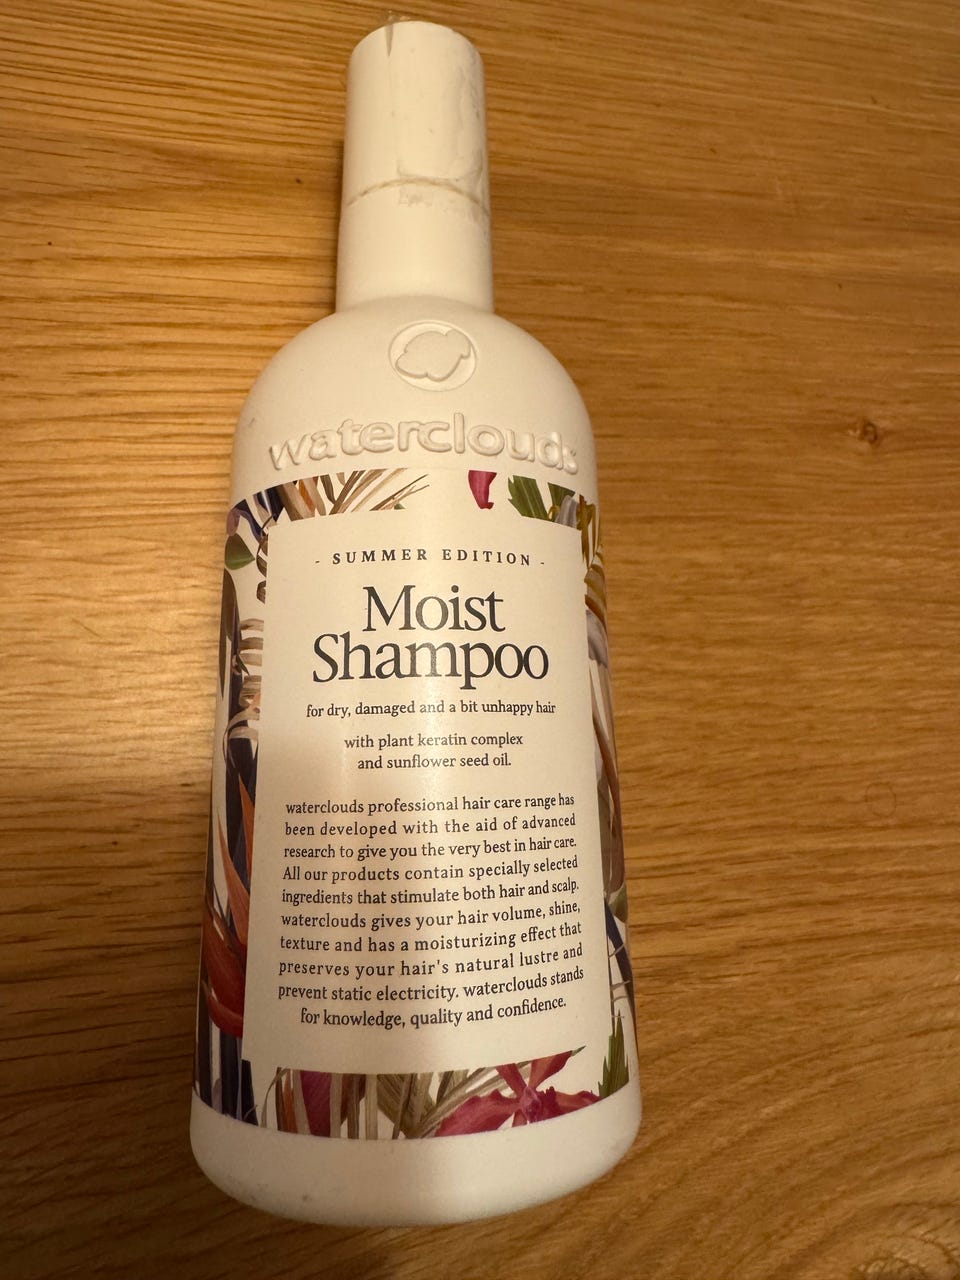 waterclouds
- SUMMER EDITION -
Moist
Shampoo
for dry, damaged and a bit unhappy hair
with plant keratin complex
and sunflower seed oil.
waterclouds professional hair care range has
been developed with the aid of advanced
research to give you the very best in hair care.
All our products contain specially selected
ingredients that stimulate both hair and scalp.
waterclouds gives your hair volume, shine,
texture and has a moisturizing effect that
preserves your hair's natural lustre and
prevent static electricity. waterclouds stands
for knowledge, quality and confidence.